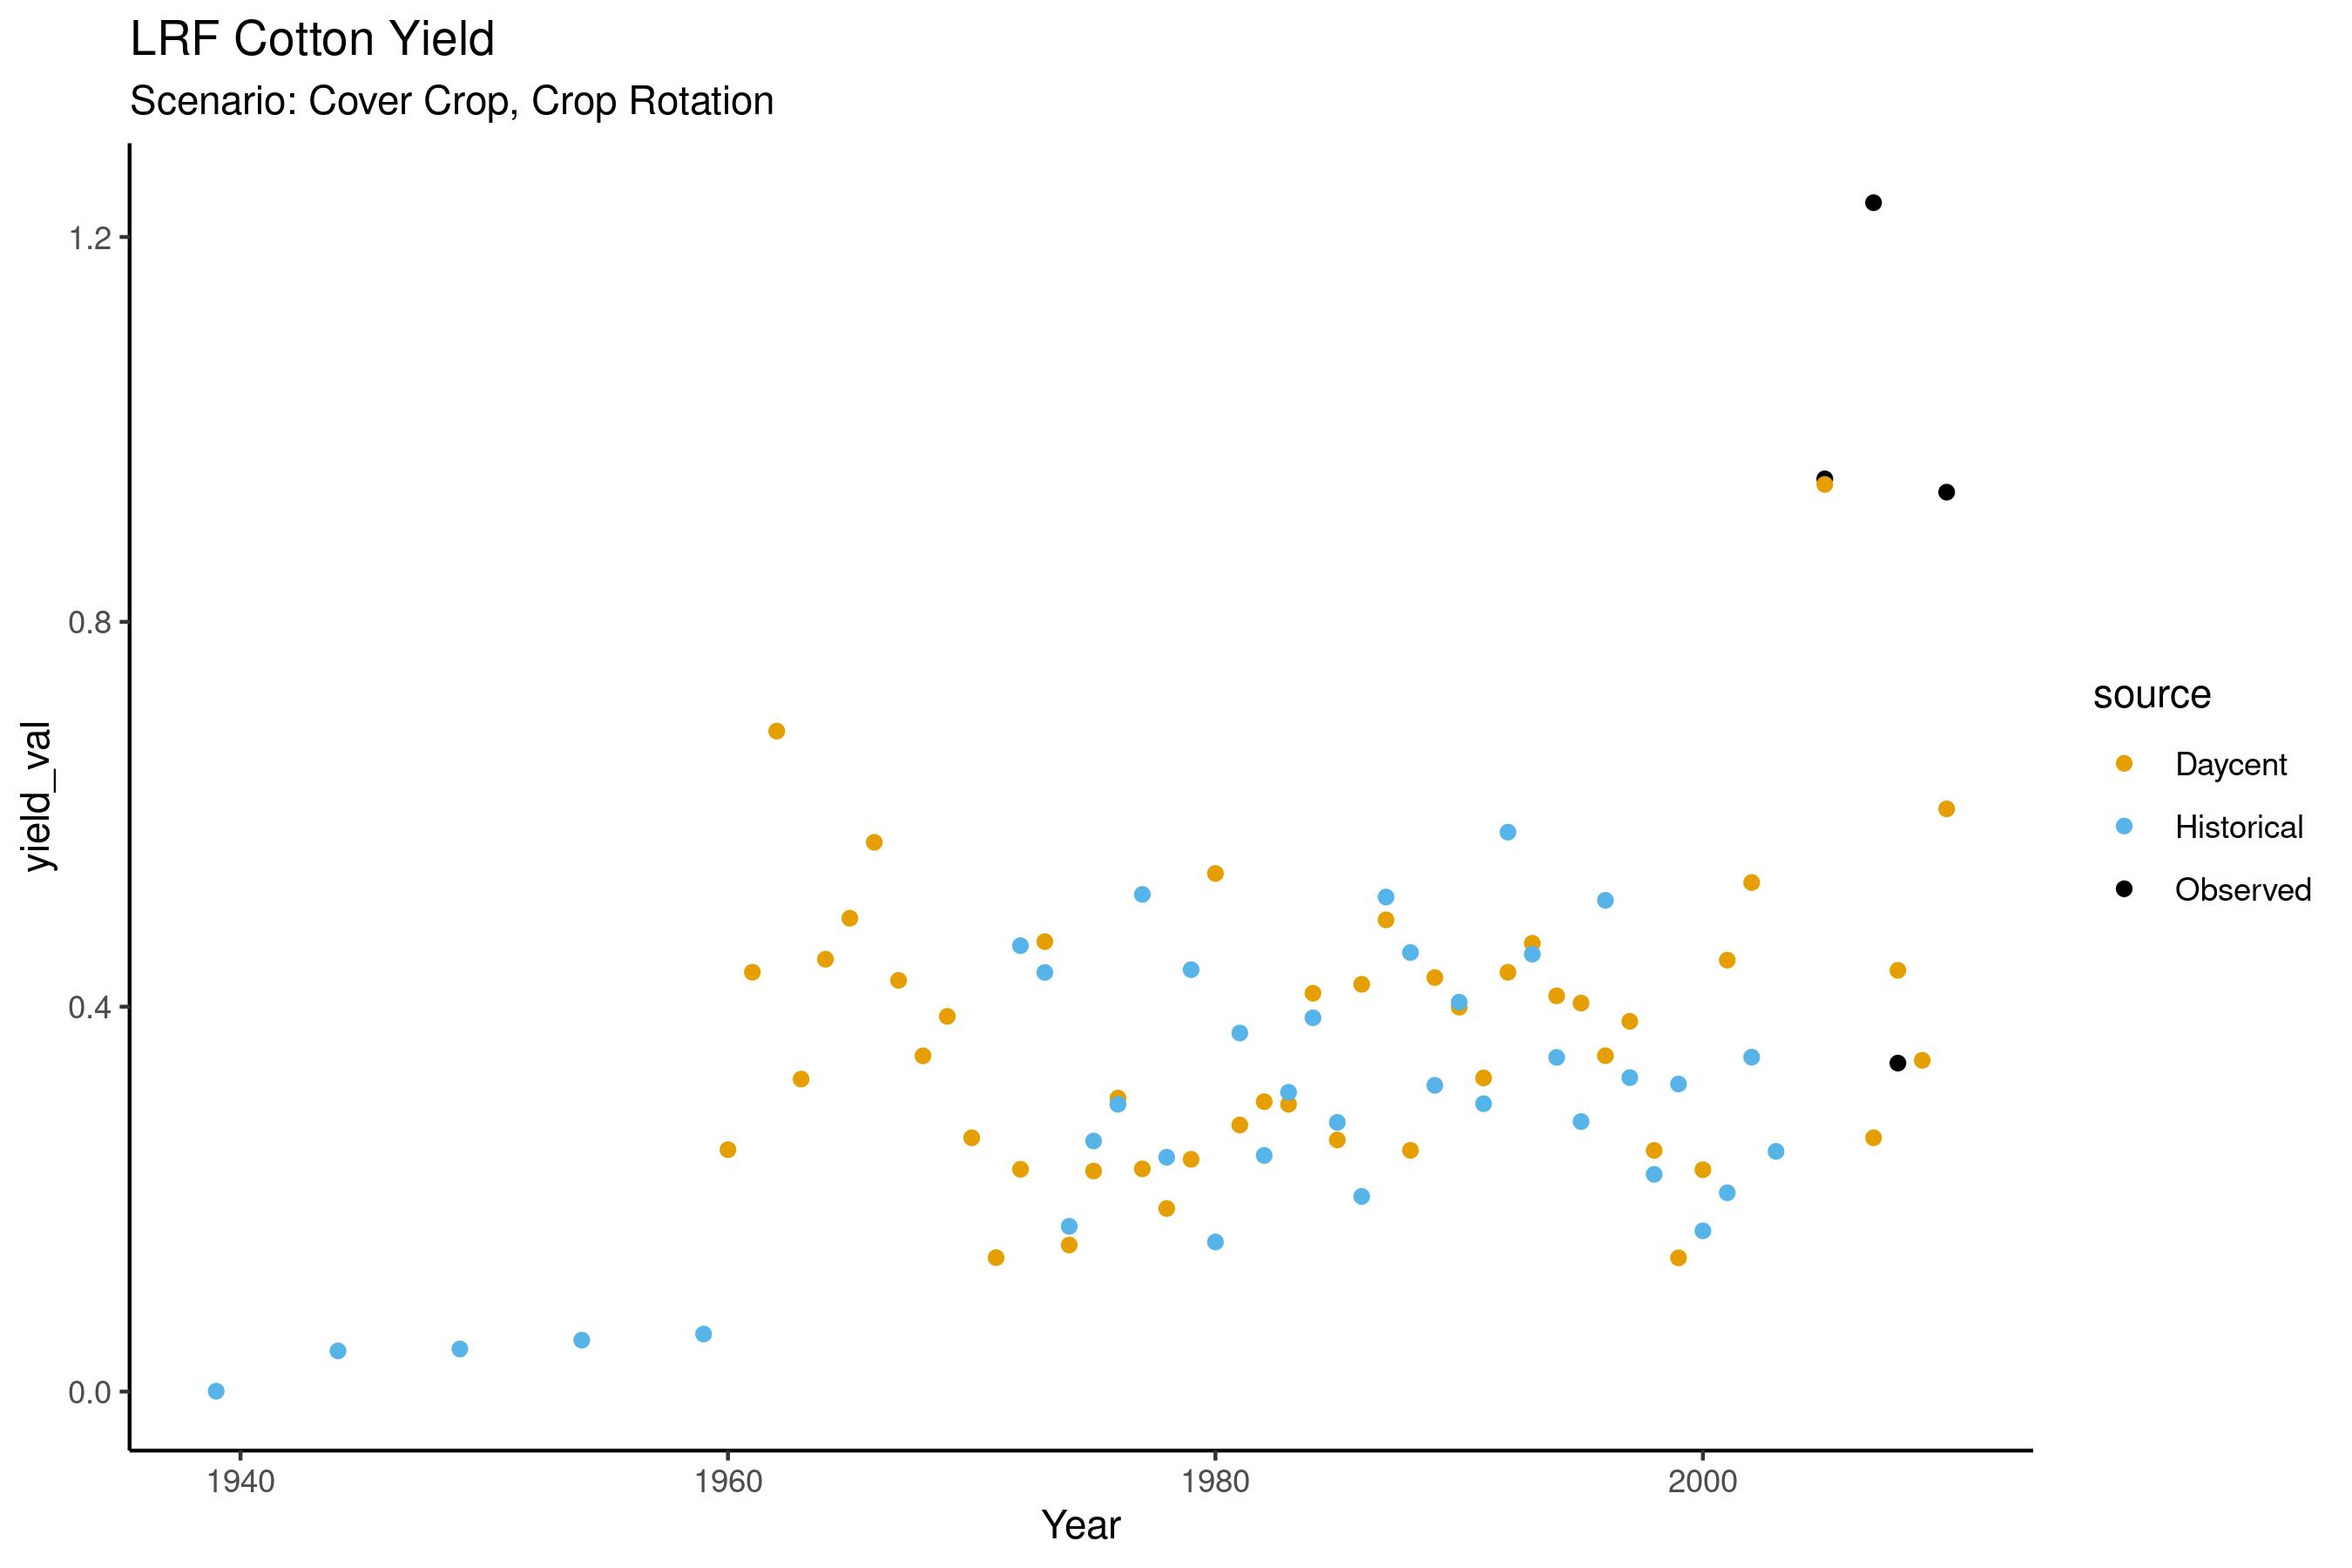 LRF Cotton Yield
Scenario: Cover Crop, Crop Rotation
1.2
0.8
0.4
0.0
yield_val
1940
1960
1980
2000
Year
source
Daycent
Historical
Observed